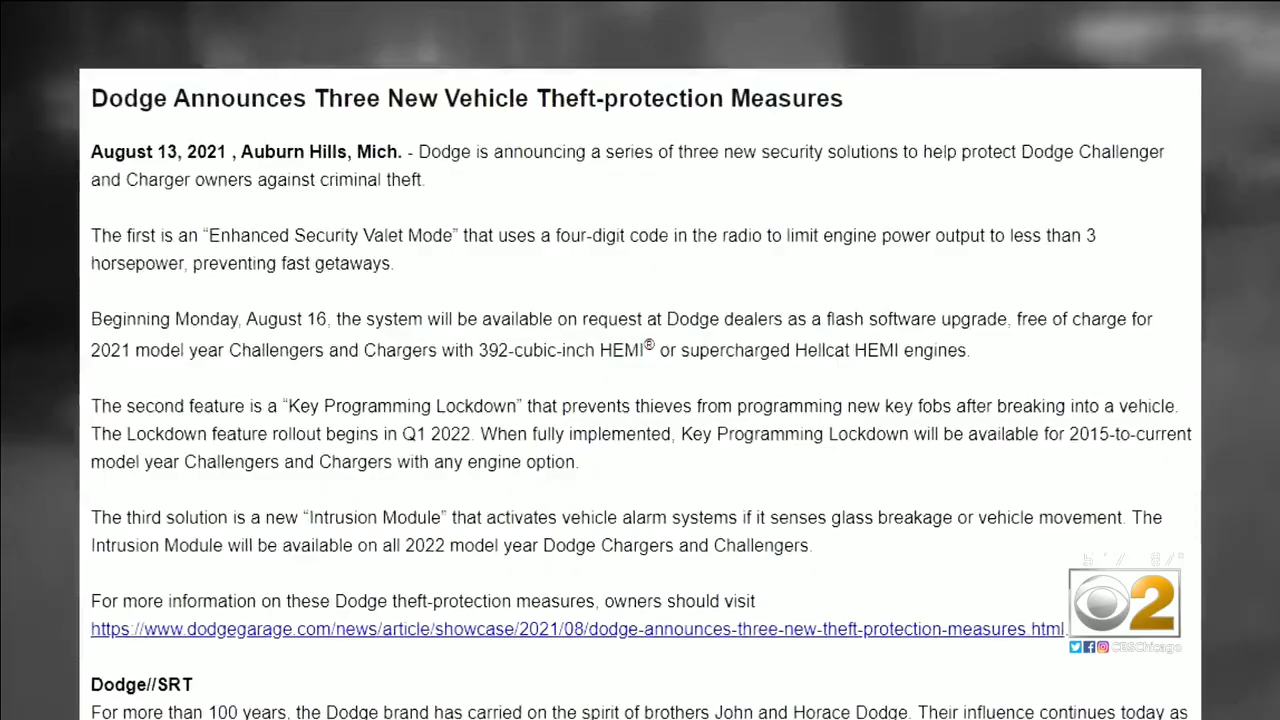 Dodge Announces Three New Vehicle Theft-protection Measures
August 13, 2021 , Auburn Hills, Mich. - Dodge is announcing a series of three new security solutions to help protect Dodge Challenger
and Charger owners against criminal theft.
The first is an “Enhanced Security Valet Mode” that uses a four-digit code in the radio to limit engine power output to less than 3
horsepower, preventing fast getaways.
Beginning Monday, August 16, the system will be available on request at Dodge dealers as a flash software upgrade, free of charge for
2021 model year Challengers and Chargers with 392-cubic-inch HEMI® or supercharged Hellcat HEMI engines.
The second feature is a “Key Programming Lockdown” that prevents thieves from programming new key fobs after breaking into a vehicle.
The Lockdown feature rollout begins in Q1 2022. When fully implemented, Key Programming Lockdown will be available for 2015-to-current
model year Challengers and Chargers with any engine option.
The third solution is a new “Intrusion Module” that activates vehicle alarm systems if it senses glass breakage or vehicle movement. The
Intrusion Module will be available on all 2022 model year Dodge Chargers and Challengers.
5:17 87°
For more information on these Dodge theft-protection measures, owners should visit
https://www.dodgegarage.com/news/article/showcase/2021/08/dodge-announces-three-new-theft-protection-measures.html.
2
CBSChicago
Dodge//SRT
For more than 100 years, the Dodge brand has carried on the spirit of brothers John and Horace Dodge. Their influence continues today as